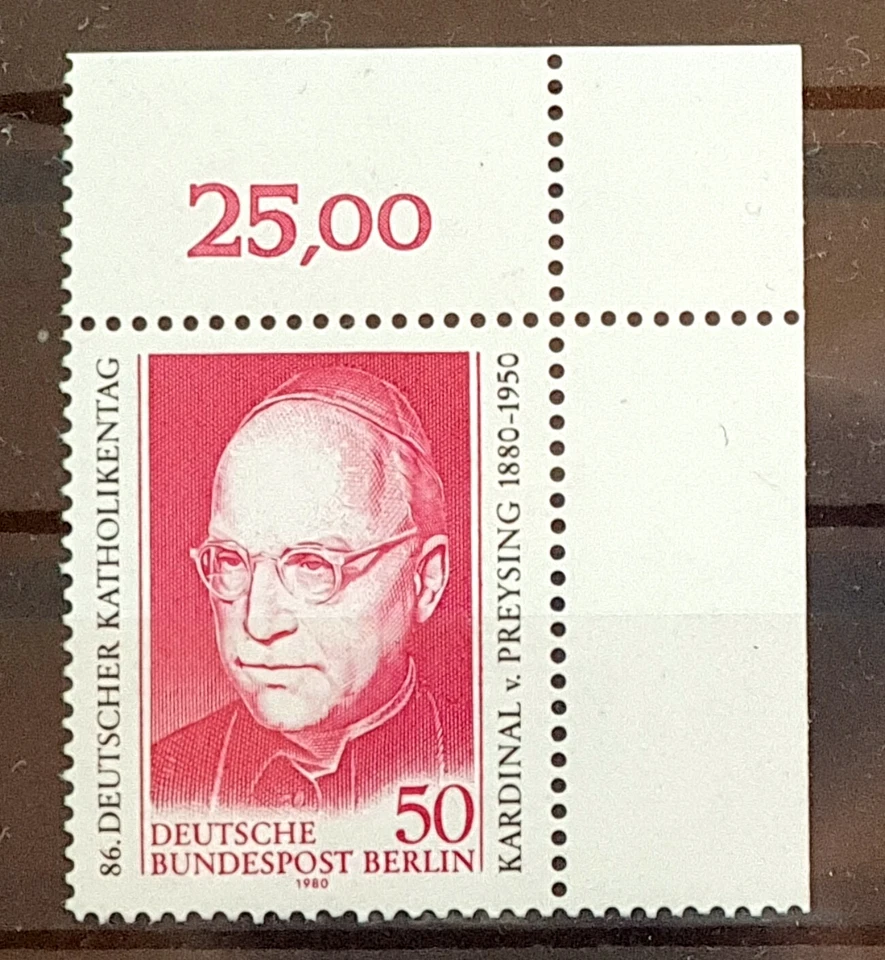 25,00
86. DEUTSCHER KATHOLIKENTAG
KARDINAL v. PREYSING 1880-1950
50
DEUTSCHE
BUNDESPOST BERLIN
1980